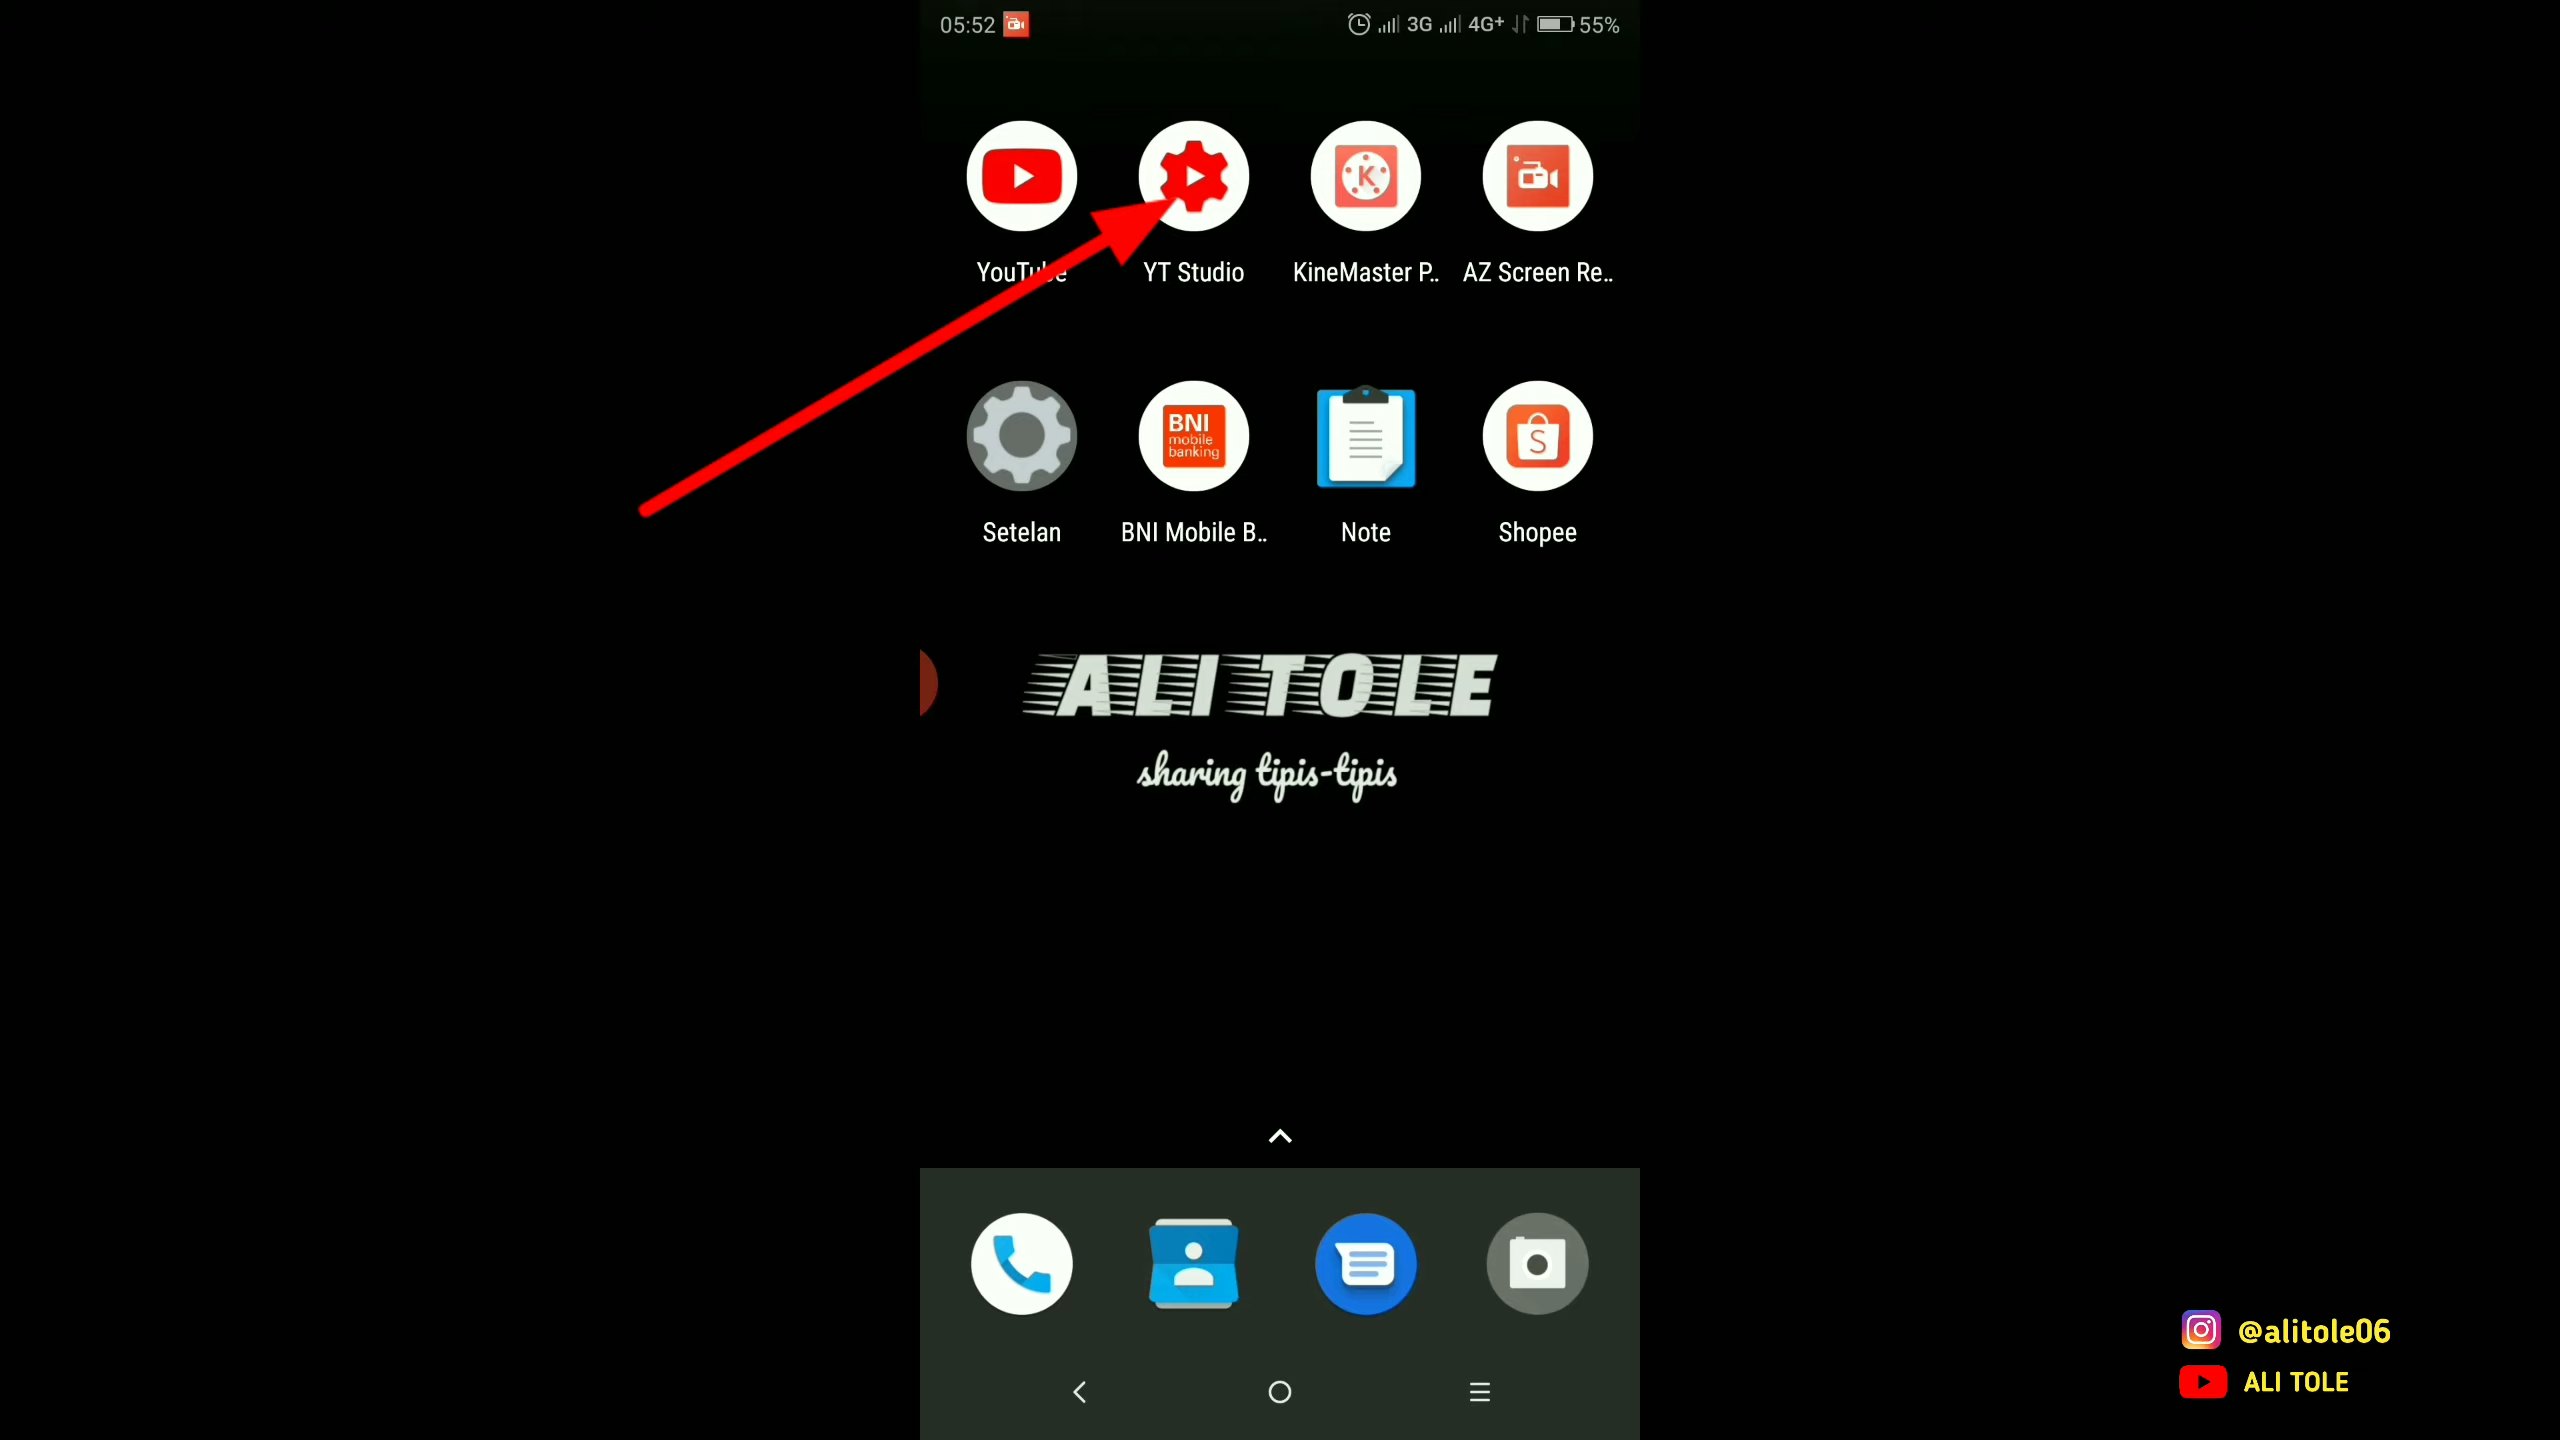 05:52
3G 4G+ 55%
YouTube YT Studio KineMaster P.. AZ Screen Re..
K
BNI
mobile
banking
S
Setelan BNI Mobile B.. Note Shopee
ALI TOLE
sharing tipis-tipis
@alitole06
ALI TOLE